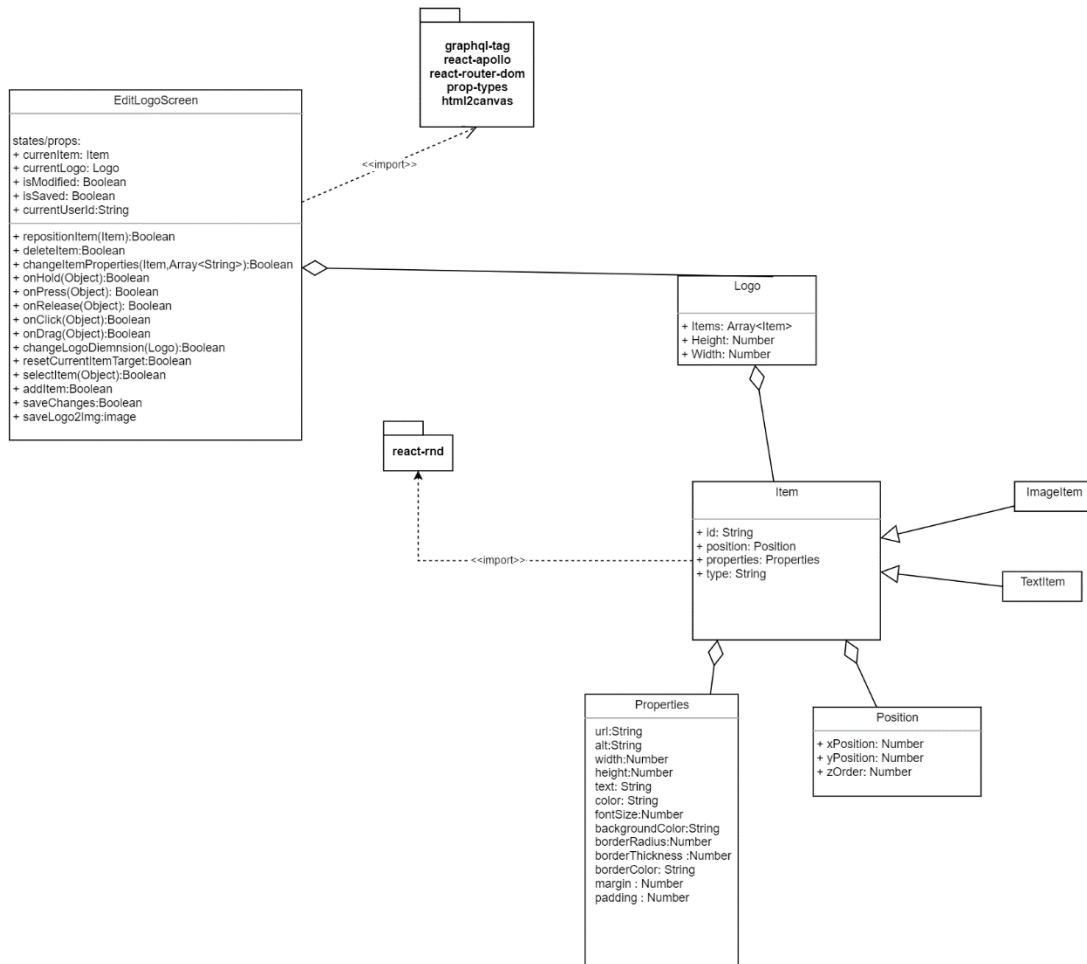 graphql-tag
react-apollo
react-router-dom
prop-types
html2canvas
EditLogoScreen
states/props:
+ currenItem: Item
+ currentLogo: Logo
+ isModified: Boolean
+ isSaved: Boolean
+ currentUserId:String
+ repositionItem(Item):Boolean
+ deleteItem:Boolean
+ changeItemProperties(Item,Array<String>):Boolean
+ onHold(Object):Boolean
+ onPress(Object): Boolean
+ onRelease(Object): Boolean
+ onClick(Object):Boolean
+ onDrag(Object):Boolean
+ changeLogoDiemnsion(Logo):Boolean
+ resetCurrentItemTarget:Boolean
+ selectItem(Object):Boolean
+ addItem:Boolean
+ saveChanges:Boolean
+ saveLogo2Img:image
<<import>>
Logo
+ Items: Array<Item>
+ Height: Number
+ Width: Number
react-rnd
<<import>>
Item
+ id: String
+ position: Position
+ properties: Properties
+ type: String
ImageItem
TextItem
Properties
url:String
alt:String
width:Number
height:Number
text: String
color: String
fontSize:Number
backgroundColor:String
borderRadius:Number
borderThickness :Number
borderColor: String
margin : Number
padding : Number
Position
+ xPosition: Number
+ yPosition: Number
+ zOrder: Number